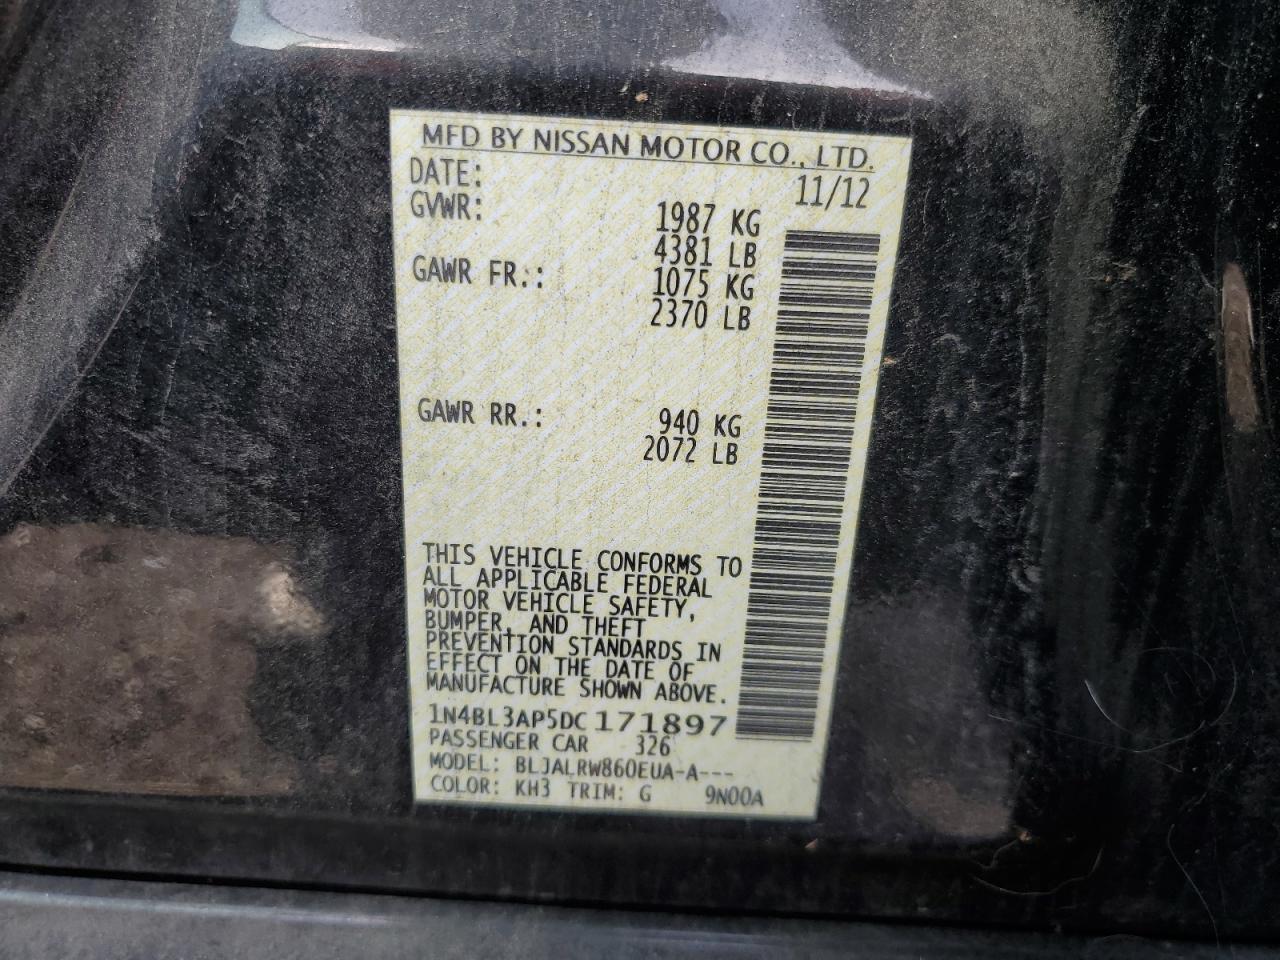 MFD BY NISSAN MOTOR CO., LTD.
DATE: 11/12
GVWR: 1987 KG
4381 LB
GAWR FR.: 1075 KG
2370 LB
GAWR RR.: 940 KG
2072 LB
THIS VEHICLE CONFORMS TO
ALL APPLICABLE FEDERAL
MOTOR VEHICLE SAFETY,
BUMPER, AND THEFT
PREVENTION STANDARDS IN
EFFECT ON THE DATE OF
MANUFACTURE SHOWN ABOVE.
1N4BL3AP5DC171897
PASSENGER CAR 326
MODEL: BLJALRW860EUA-A---
COLOR: KH3 TRIM: G 9N00A